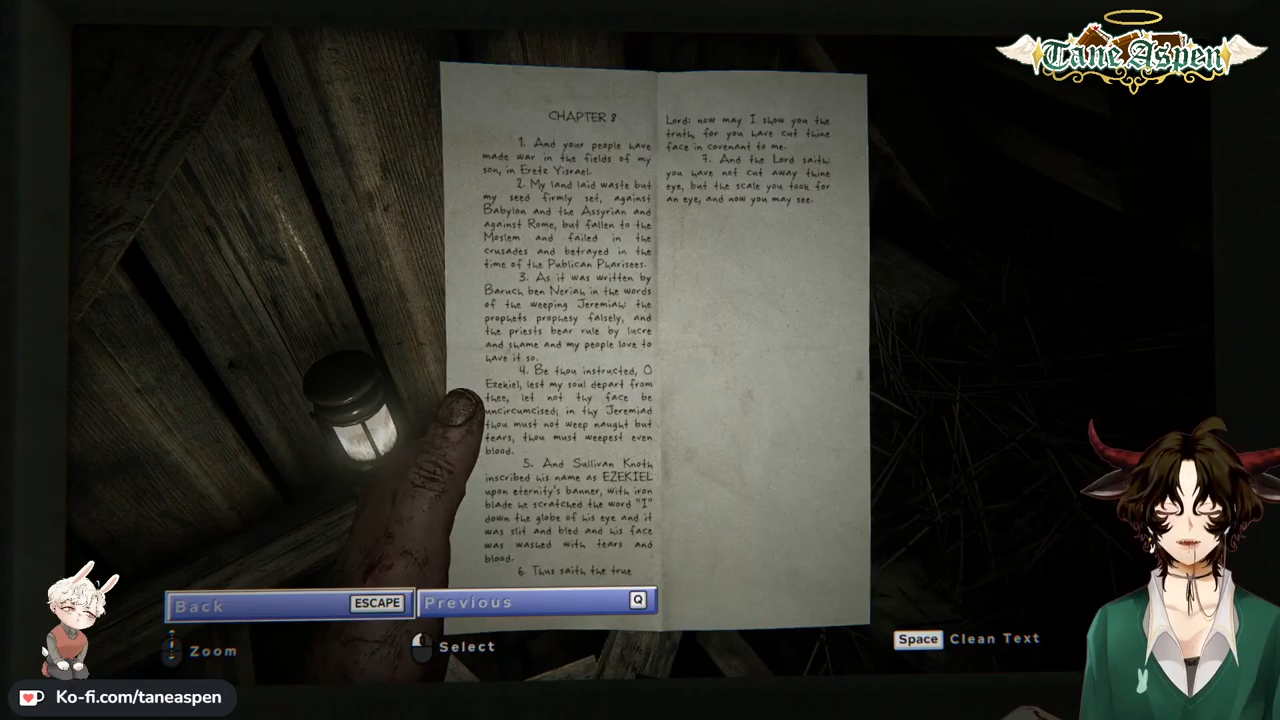 Tane Aspen
CHAPTER 8
1. And your people have
made war in the fields of my
son, in Eretz Yisrael.
2. My land laid waste but
my seed firmly set, against
Babylon and the Assyrian and
against Rome, but fallen to the
Moslem and failed in the
crusades and betrayed in the
time of the Publican Pharisees.
3. As it was written by
Baruch ben Neriah in the words
of the weeping Jeremiah: the
prophets prophesy falsely, and
the priests bear rule by lucre
and shame and my people love to
have it so.
4. Be thou instructed, O
Ezekiel, lest my soul depart from
thee, let not thy face be
uncircumcised; in thy Jeremiad
thou must not weep naught but
tears, thou must weepest even
blood.
5. And Sullivan Knoth
inscribed his name as EZEKIEL
upon eternity's banner, with iron
blade he scratched the word "I"
down the globe of his eye and it
was slit and bled and his face
was washed with tears and
blood.
6. Thus saith the true
Lord: now may I show you the
truth, for you have cut thine
face in covenant to me.
7. And the Lord saith:
you have not cut away thine
eye, but the scale you took for
an eye, and now you may see.
Back ESCAPE Previous Q
Zoom Select Space Clean Text
Ko-fi.com/taneaspen